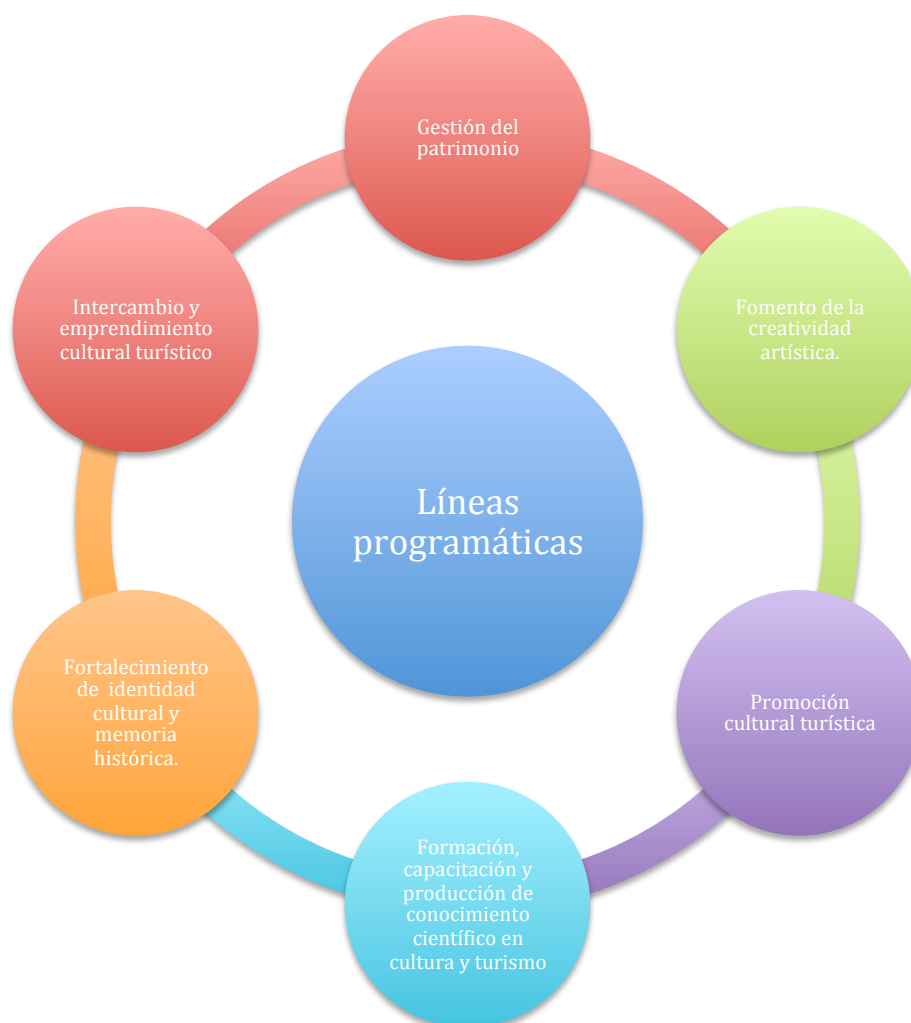 Gestión del
patrimonio
Fomento de la
creatividad
artística.
Promoción
cultural turística
Formación,
capacitación y
producción de
conocimiento
científico en
cultura y turismo
Fortalecimiento
de identidad
cultural y
memoria
histórica.
Intercambio y
emprendimiento
cultural turístico
Líneas
programáticas